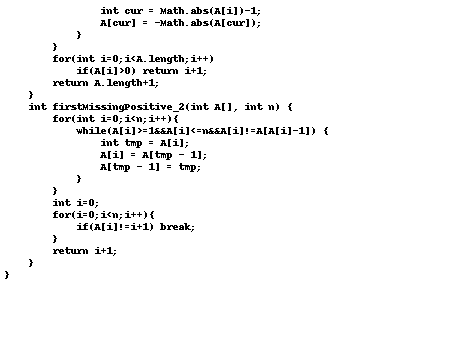 int cur = Math.abs(A[i])-1;
                A[cur] = -Math.abs(A[cur]);
            }
        }
        for(int i=0;i<A.length;i++)
            if(A[i]>0) return i+1;
        return A.length+1;
    }
    int firstMissingPositive_2(int A[], int n) {
        for(int i=0;i<n;i++){
            while(A[i]>=1&&A[i]<=n&&A[i]!=A[A[i]-1]) {
                int tmp = A[i];
                A[i] = A[tmp - 1];
                A[tmp - 1] = tmp;
            }
        }
        int i=0;
        for(i=0;i<n;i++){
            if(A[i]!=i+1) break;
        }
        return i+1;
    }
}